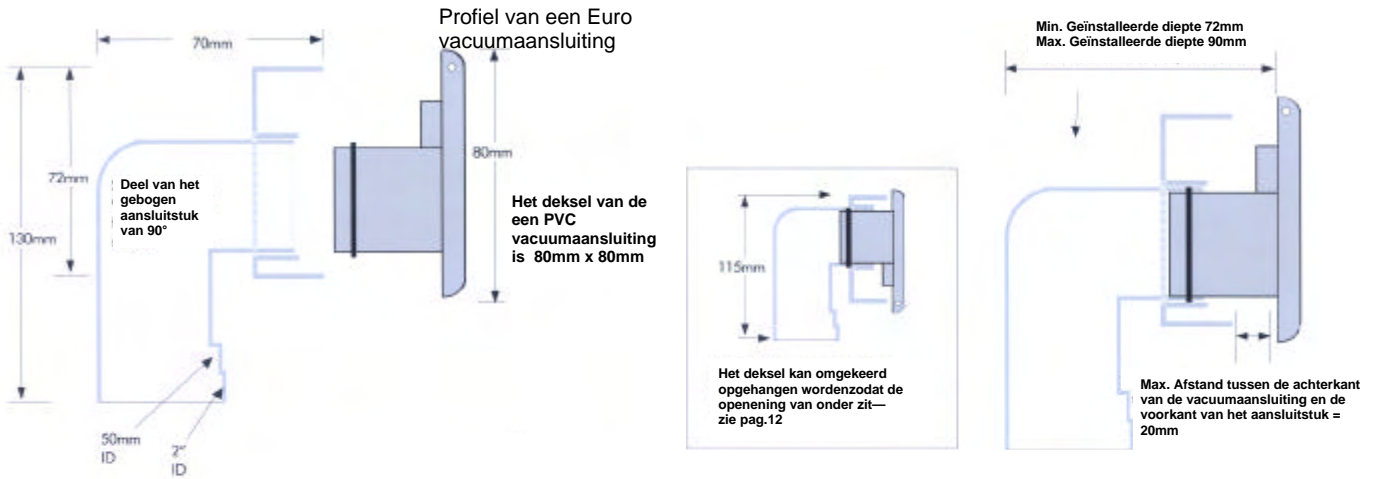 Profiel van een Euro
vacuumaansluiting
70mm
72mm
130mm
Deel van het
gebogen
aansluitstuk
van 90°
50mm
ID
2"
ID
80mm
Het deksel van de
een PVC
vacuumaansluiting
is 80mm x 80mm
115mm
Het deksel kan omgekeerd
opgehangen wordenzodat de
openening van onder zit—
zie pag.12
Min. Geïnstalleerde diepte 72mm
Max. Geïnstalleerde diepte 90mm
Max. Afstand tussen de achterkant
van de vacuumaansluiting en de
voorkant van het aansluitstuk =
20mm